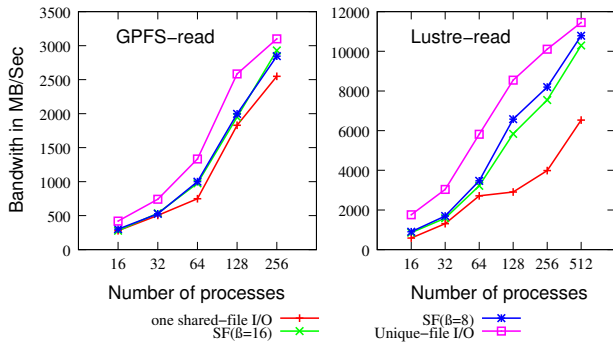 GPFS-read
Bandwith in MB/Sec
3500
3000
2500
2000
1500
1000
500
0
16 32 64 128 256
Number of processes
Lustre-read
12000
10000
8000
6000
4000
2000
0
16 32 64 128 256 512
Number of processes
one shared-file I/O
SF(ß=16)
SF(ß=8)
Unique-file I/O